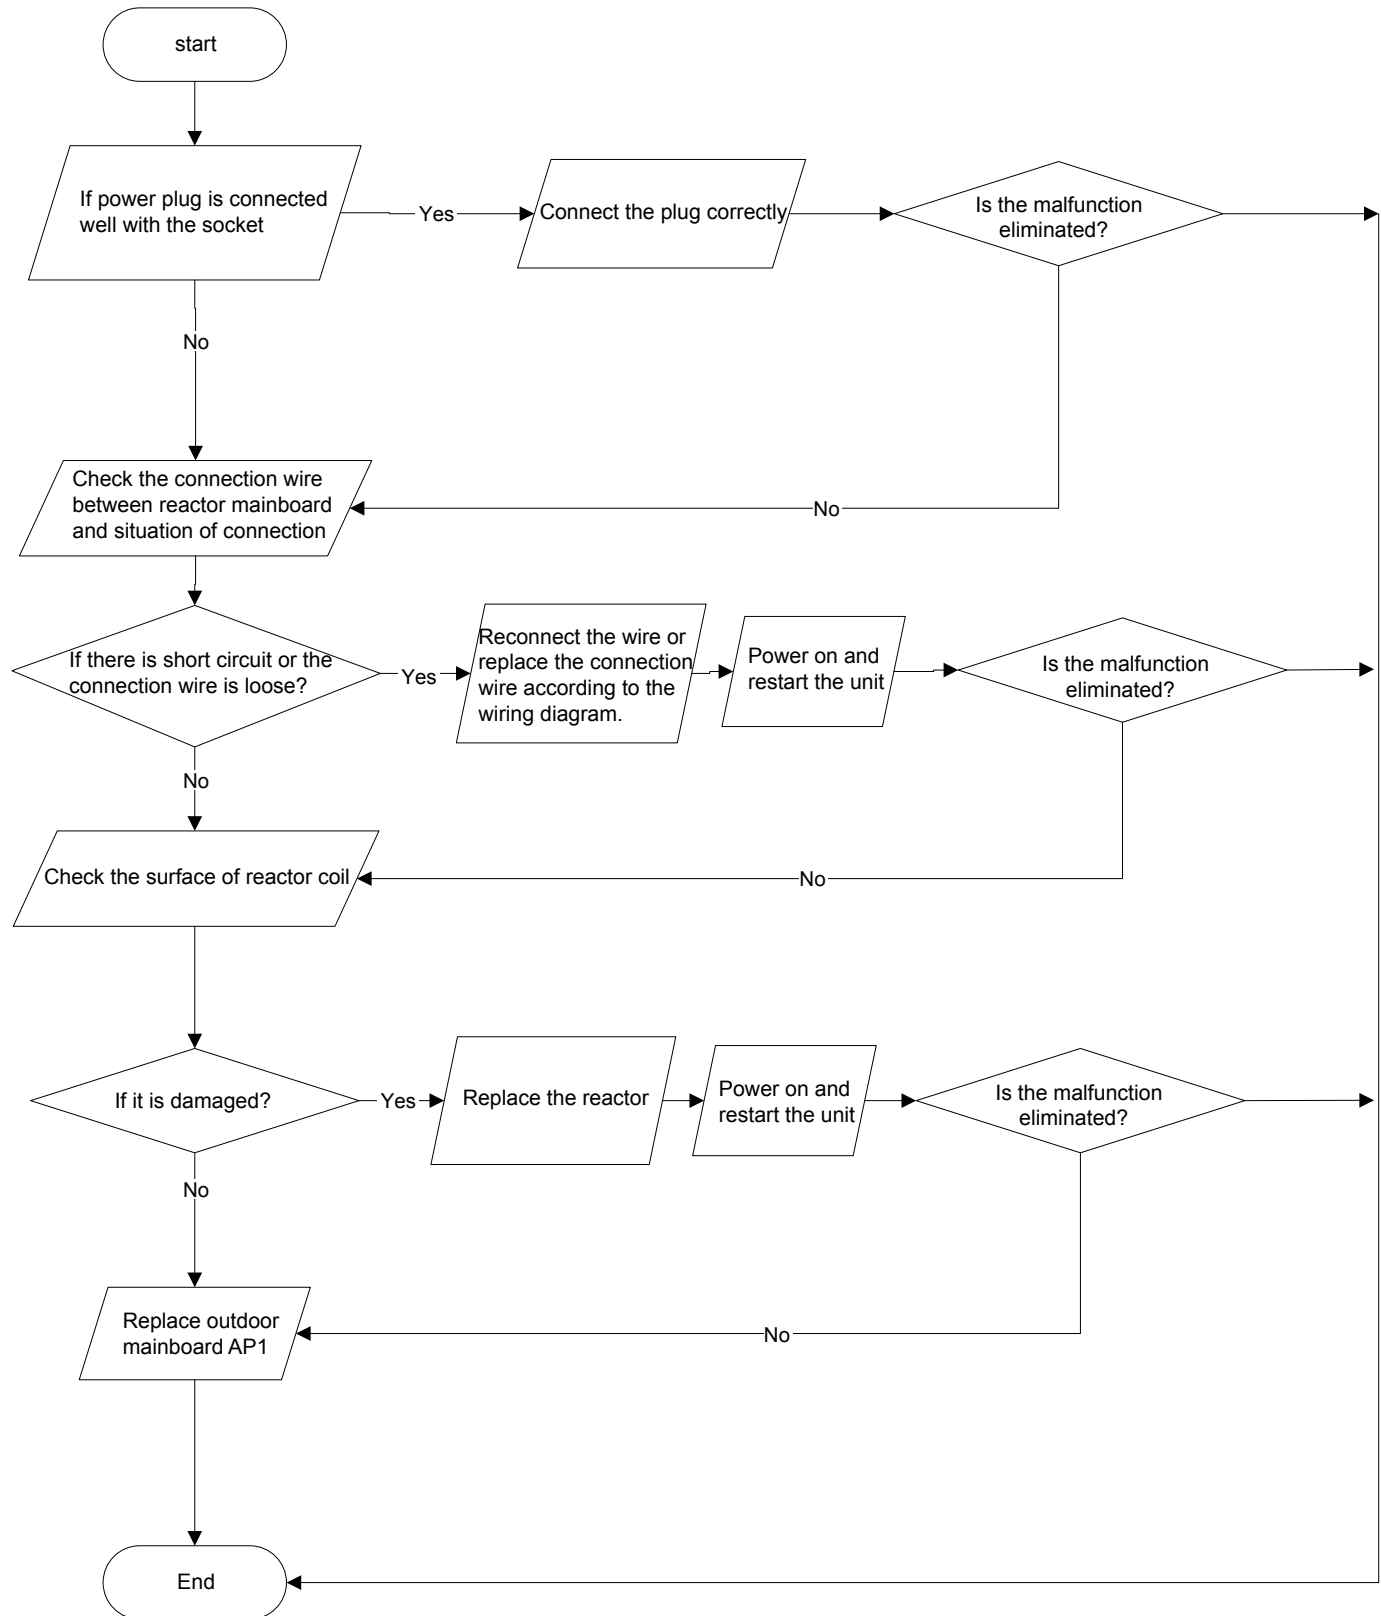 start
If power plug is connected
well with the socket
Yes
Connect the plug correctly
Is the malfunction
eliminated?
No
Check the connection wire
between reactor mainboard
and situation of connection
No
If there is short circuit or the
connection wire is loose?
Yes
Reconnect the wire or
replace the connection
wire according to the
wiring diagram.
Power on and
restart the unit
Is the malfunction
eliminated?
No
Check the surface of reactor coil
No
If it is damaged?
Yes
Replace the reactor
Power on and
restart the unit
Is the malfunction
eliminated?
No
Replace outdoor
mainboard AP1
No
End